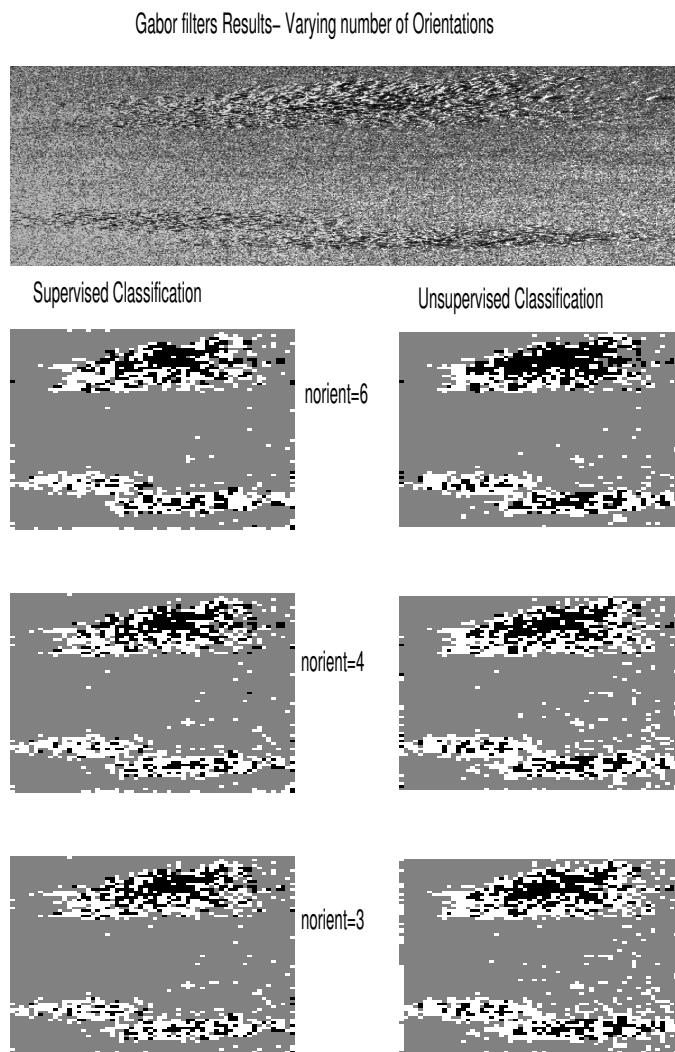 Gabor filters Results– Varying number of Orientations
Supervised Classification
Unsupervised Classification
norient=6
norient=4
norient=3